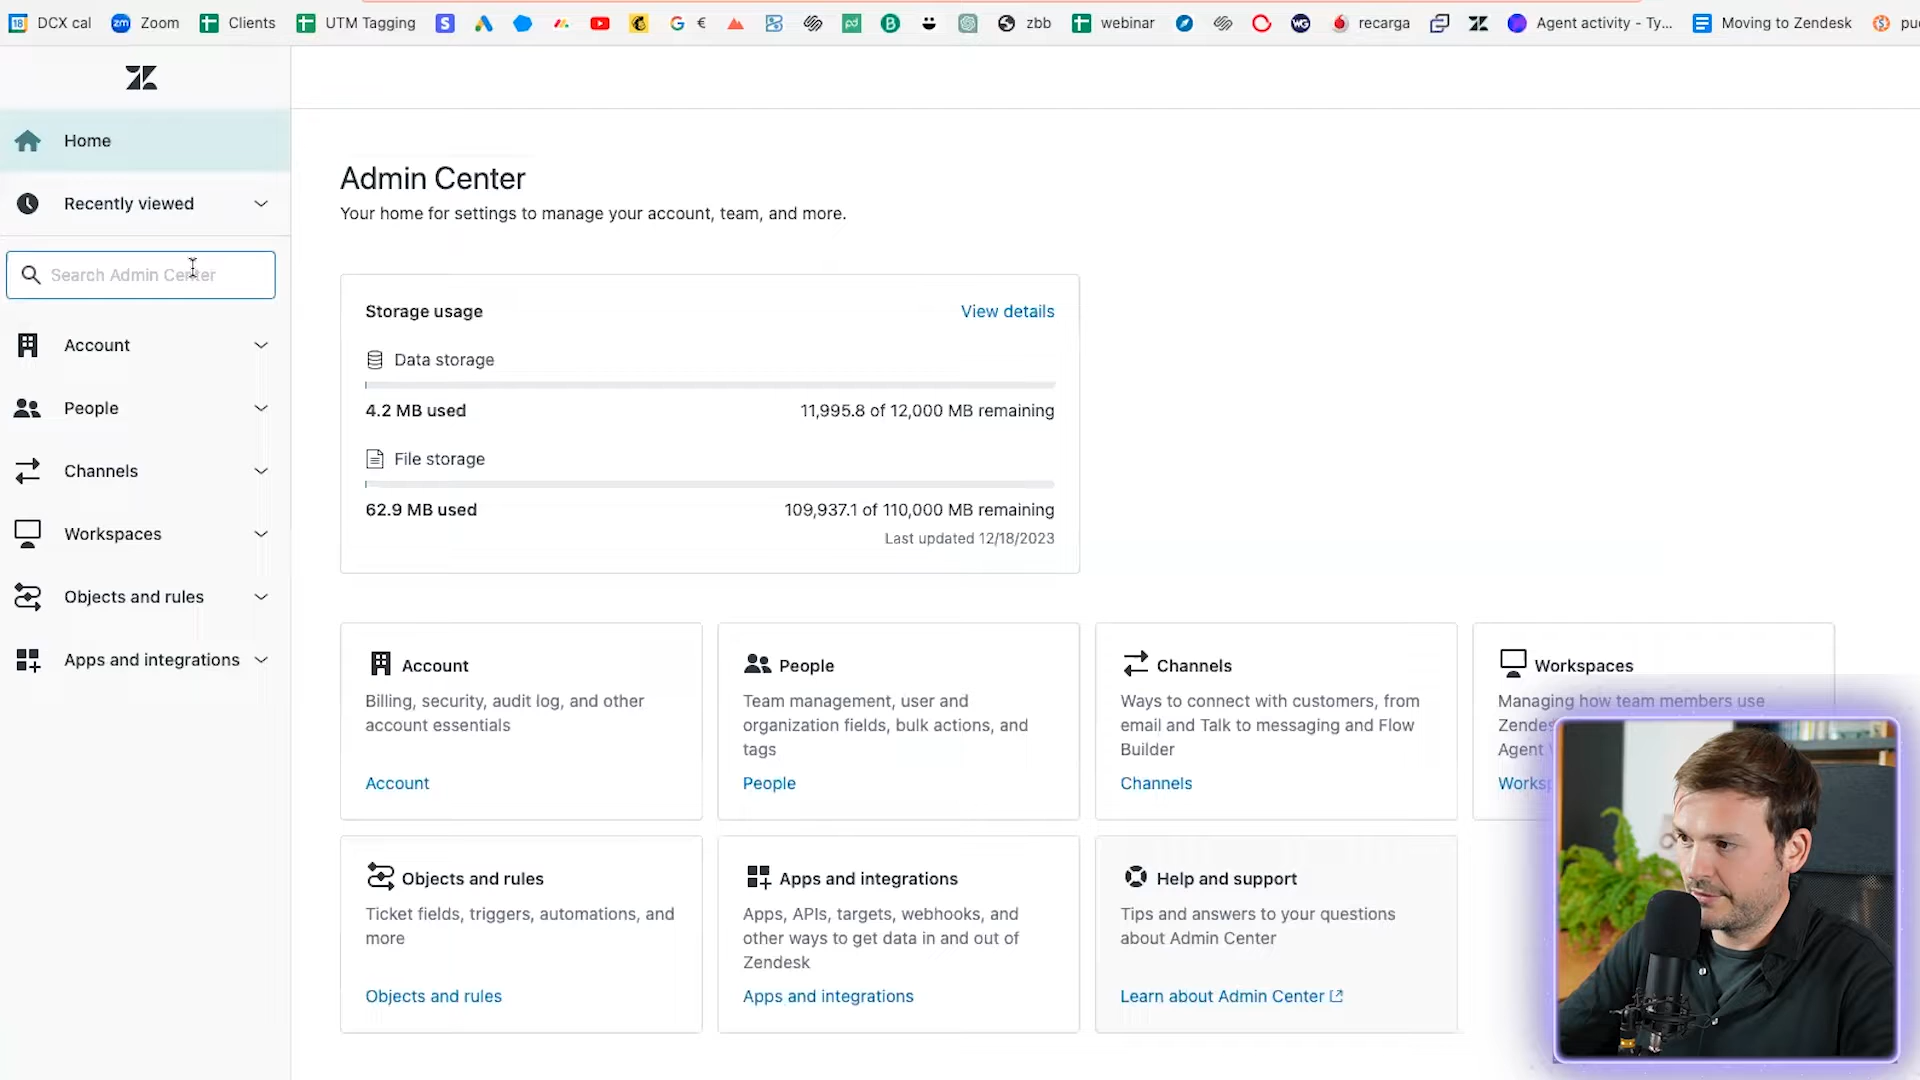 DCX cal
zm
Zoom
Clients
UTM Tagging
S
G
€
pd
B
zbb
webinar
WG
recarga
Agent activity - Ty...
Moving to Zendesk
Home
Recently viewed
Search Admin Center
Account
People
Channels
Workspaces
Objects and rules
Apps and integrations
Admin Center
Your home for settings to manage your account, team, and more.
Storage usage
View details
Data storage
4.2 MB used
11,995.8 of 12,000 MB remaining
File storage
62.9 MB used
109,937.1 of 110,000 MB remaining
Last updated 12/18/2023
Account
Billing, security, audit log, and other
account essentials
Account
People
Team management, user and
organization fields, bulk actions, and
tags
People
Channels
Ways to connect with customers, from
email and Talk to messaging and Flow
Builder
Channels
Workspaces
Managing how team members use
Agent
Objects and rules
Ticket fields, triggers, automations, and
more
Objects and rules
Apps and integrations
Apps, APIs, targets, webhooks, and
other ways to get data in and out of
Zendesk
Apps and integrations
Help and support
Tips and answers to your questions
about Admin Center
Learn about Admin Center